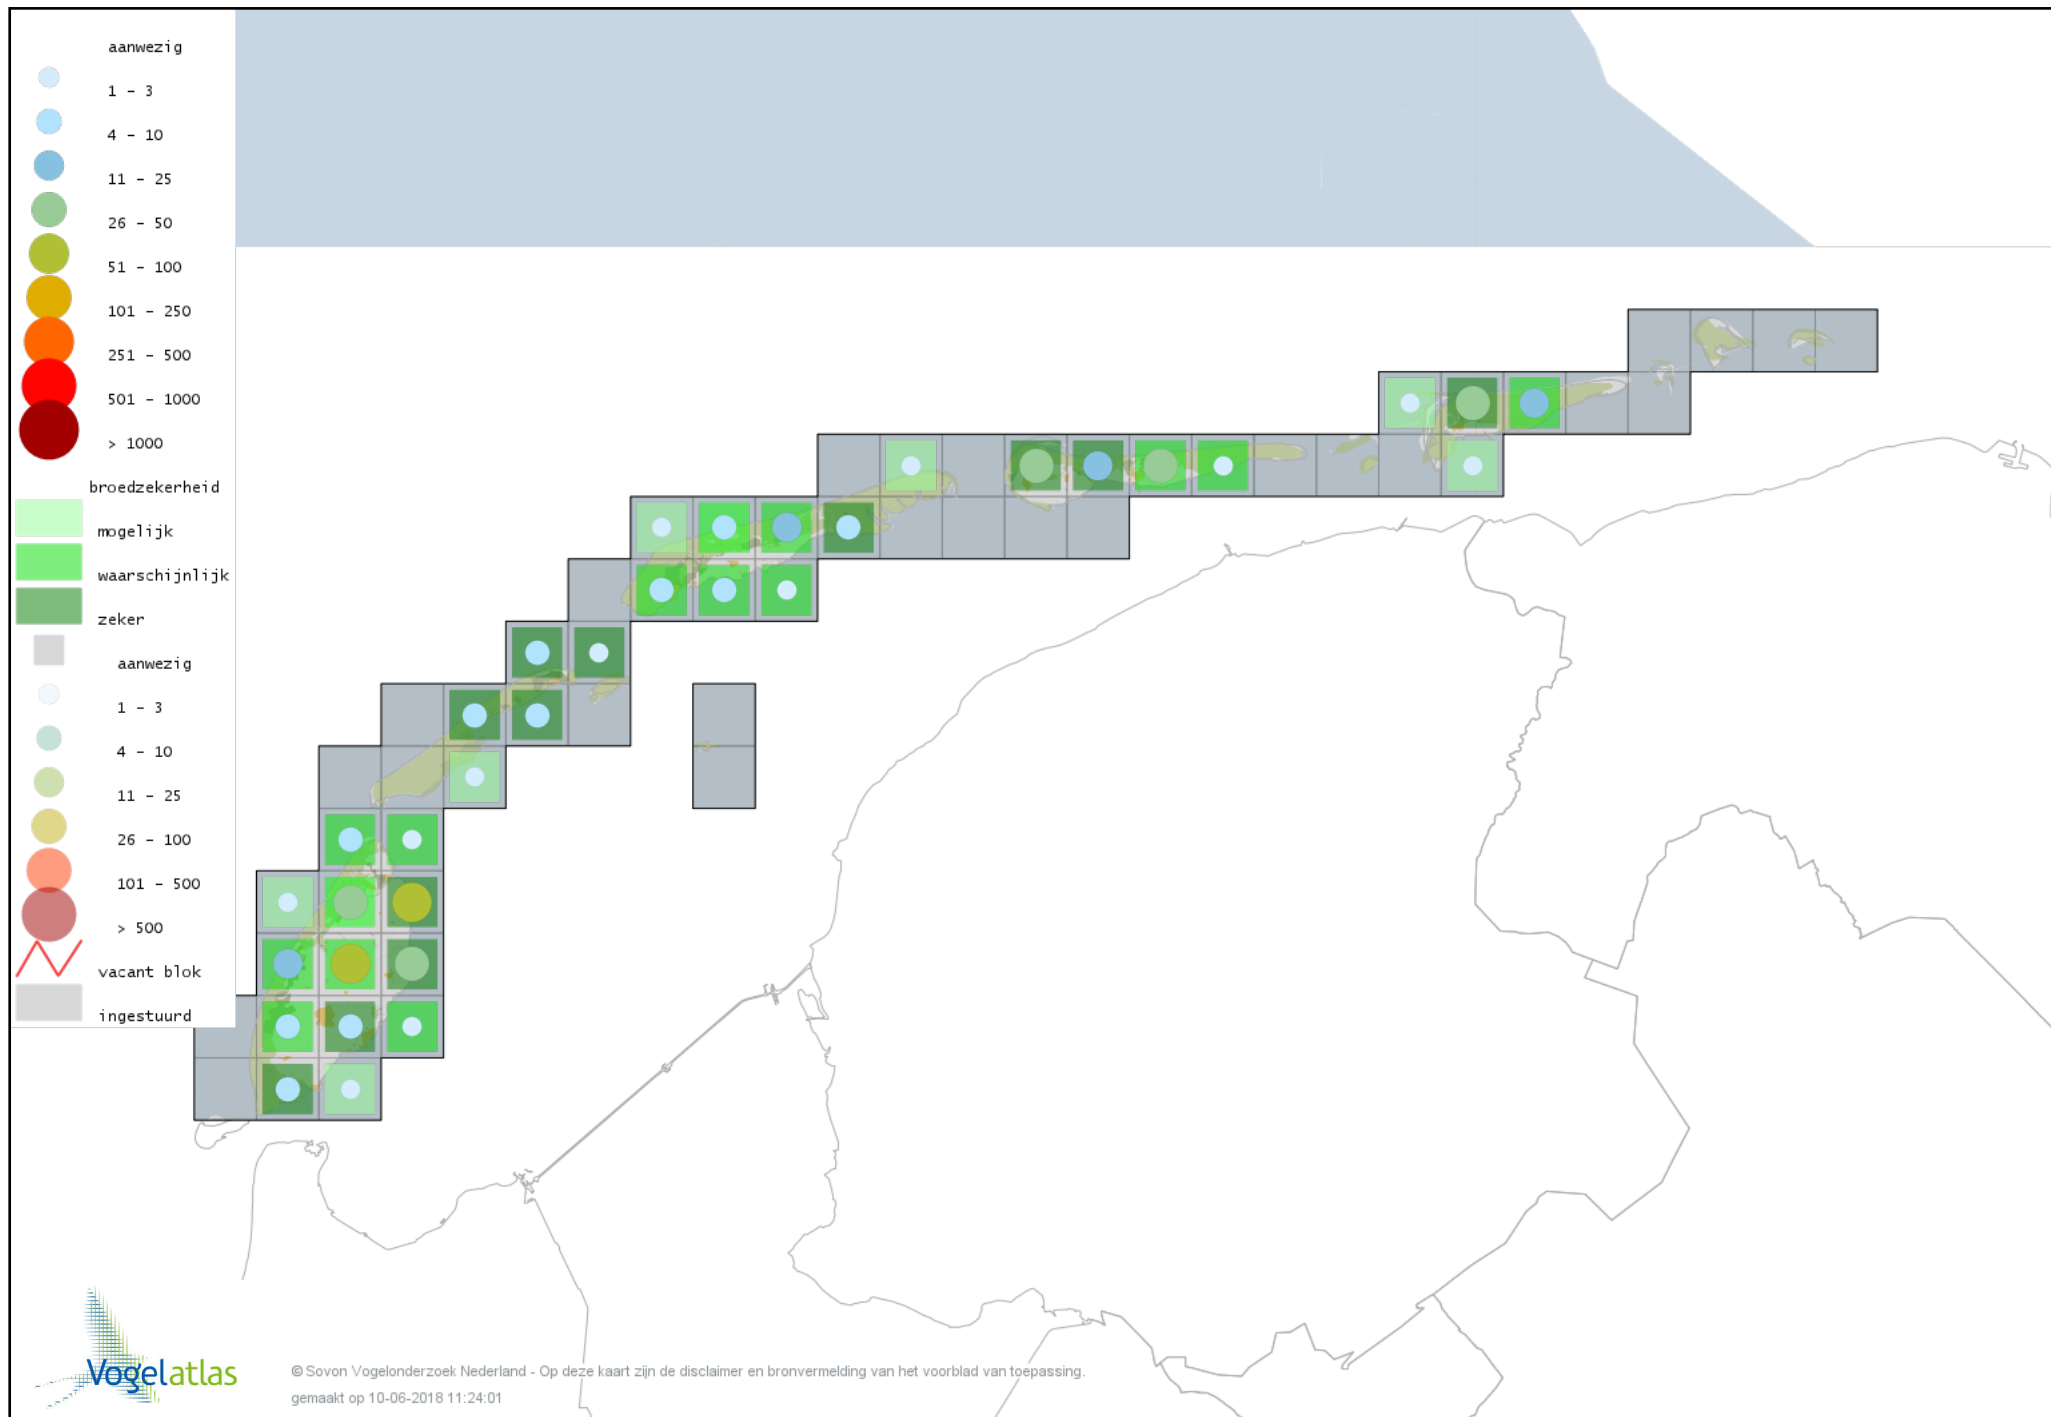 aanwezig
1 - 3
4 - 10
11 - 25
26 - 50
51 - 100
101 - 250
251 - 500
501 - 1000
> 1000
broedzekerheid
mogelijk
waarschijnlijk
zeker
aanwezig
1 - 3
4 - 10
11 - 25
26 - 100
101 - 500
> 500
vacant blok
ingestuurd
Vogelatlas
© Sovon Vogelonderzoek Nederland - Op deze kaart zijn de disclaimer en bronvermelding van het voorblad van toepassing.
gemaakt op 10-06-2018 11:24:01